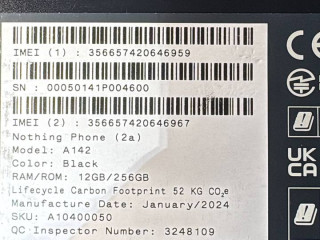 IMEI (1) : 356657420646959
SN : 00050141P004600
IMEI (2) : 356657420646967
Nothing Phone (2a)
Model: A142
Color: Black
RAM/ROM: 12GB/256GB
Lifecycle Carbon Footprint 52 KG CO₂e
Manufacture Date: January/2024
SKU: A10400050
QC Inspector Number: 3248109
CE
UK
CA